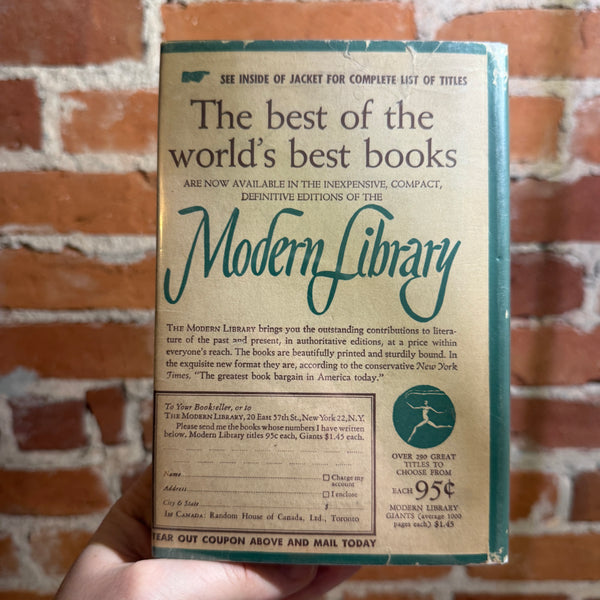 SEE INSIDE OF JACKET FOR COMPLETE LIST OF TITLES
The best of the
world's best books
ARE NOW AVAILABLE IN THE INEXPENSIVE, COMPACT,
DEFINITIVE EDITIONS OF THE
Modern Library
THE MODERN LIBRARY brings you the outstanding contributions to litera-
ture of the past and present, in authoritative editions, at a price within
everyone's reach. The books are beautifully printed and sturdily bound. In
the exquisite new format they are, according to the conservative New York
Times, "The greatest book bargain in America today."
To Your Bookseller, or to
THE MODERN LIBRARY, 20 East 57th St., New York 22, N.Y.
Please send me the books whose numbers I have written
below. Modern Library titles 95c each, Giants $1.45 each.
Name
Charge my
account
Address
I enclose
City & State
$
IN CANADA: Random House of Canada, Ltd., Toronto
TEAR OUT COUPON ABOVE AND MAIL TODAY
OVER 290 GREAT
TITLES TO
CHOOSE FROM
EACH 95¢
MODERN LIBRARY
GIANTS (average 1000
pages each) $1.45